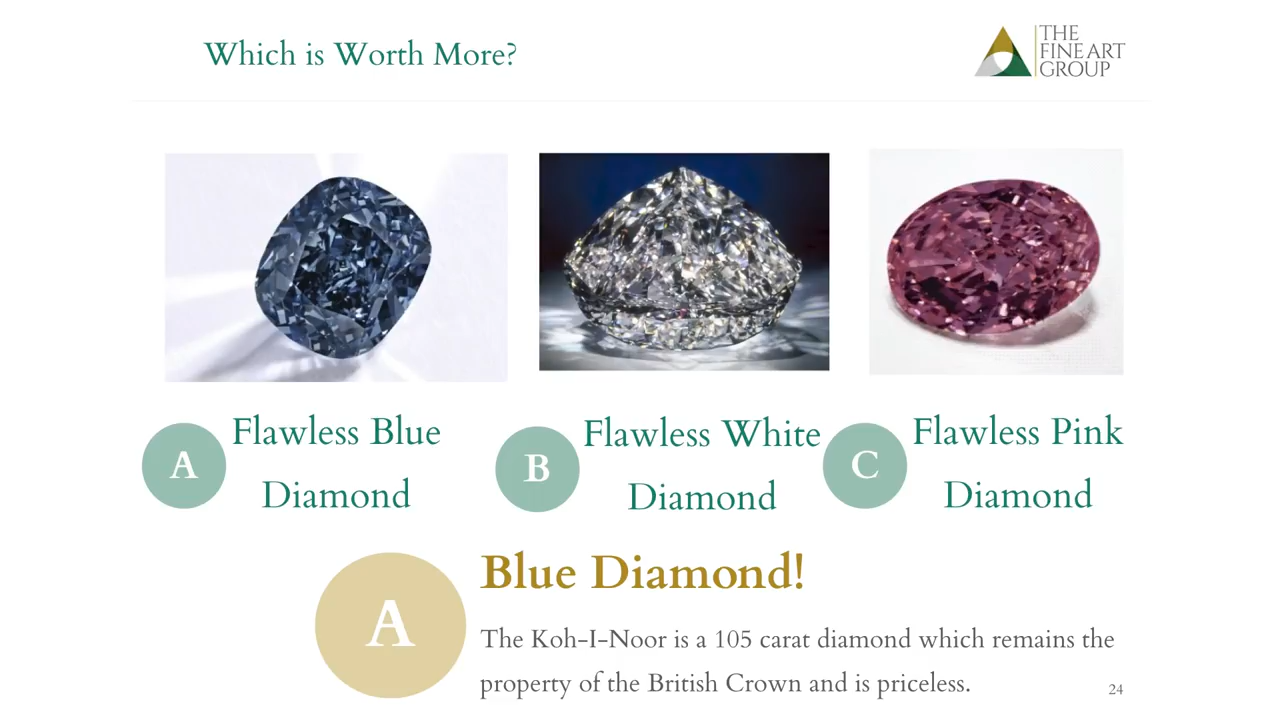 Which is Worth More?
THE
FINE ART
GROUP
A
Flawless Blue
Diamond
B
Flawless White
Diamond
C
Flawless Pink
Diamond
A
Blue Diamond!
The Koh-I-Noor is a 105 carat diamond which remains the
property of the British Crown and is priceless.
24